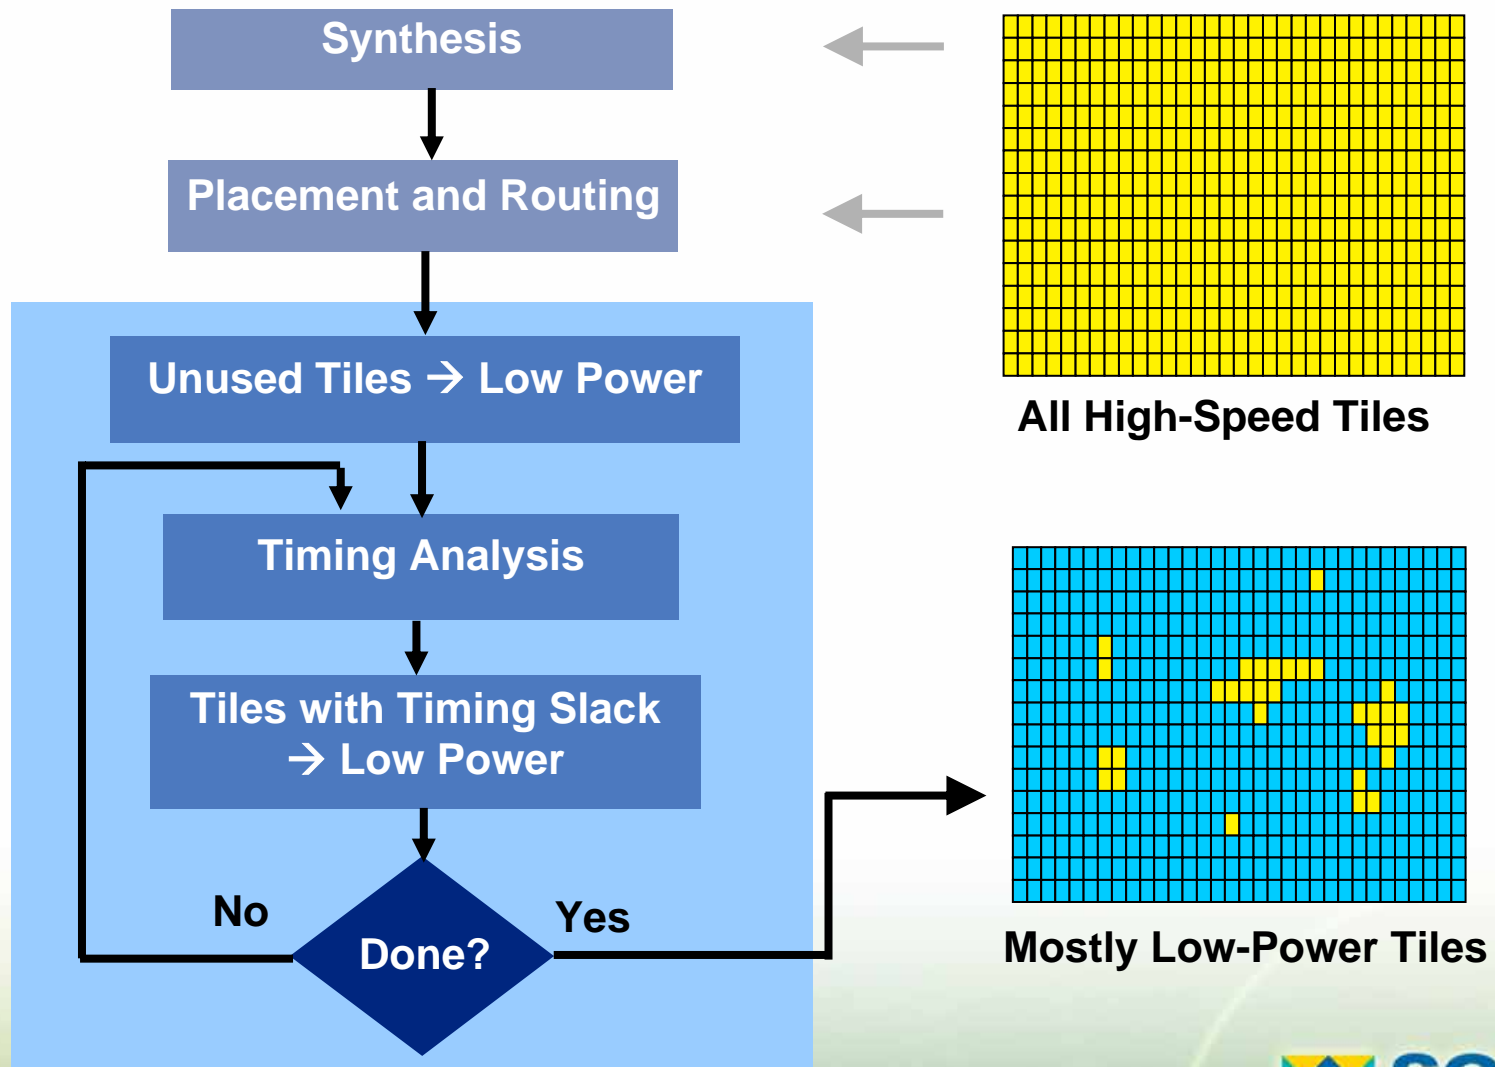 Synthesis
Placement and Routing
Unused Tiles → Low Power
Timing Analysis
Tiles with Timing Slack
→ Low Power
Done?
No
Yes
All High-Speed Tiles
Mostly Low-Power Tiles